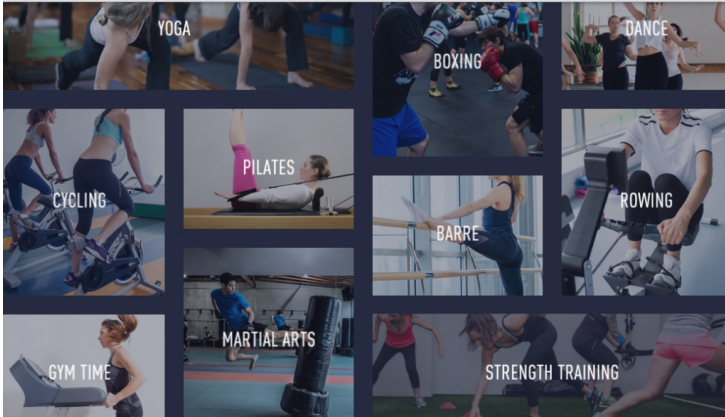 YOGA
BOXING
DANCE
CYCLING
PILATES
BARRE
ROWING
GYM TIME
MARTIAL ARTS
STRENGTH TRAINING